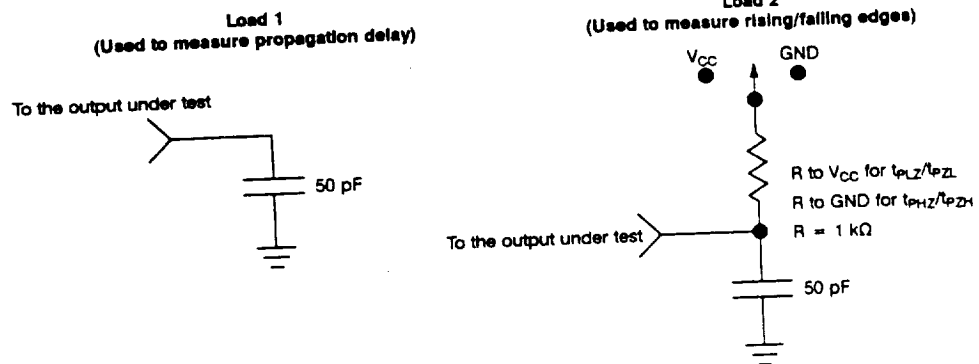 Load 1
(Used to measure propagation delay)
To the output under test
50 pF
Load 2
(Used to measure rising/falling edges)
VCC
GND
R to VCC for tPLZ/tPZL
R to GND for tPHZ/tPZH
R = 1 kΩ
To the output under test
50 pF